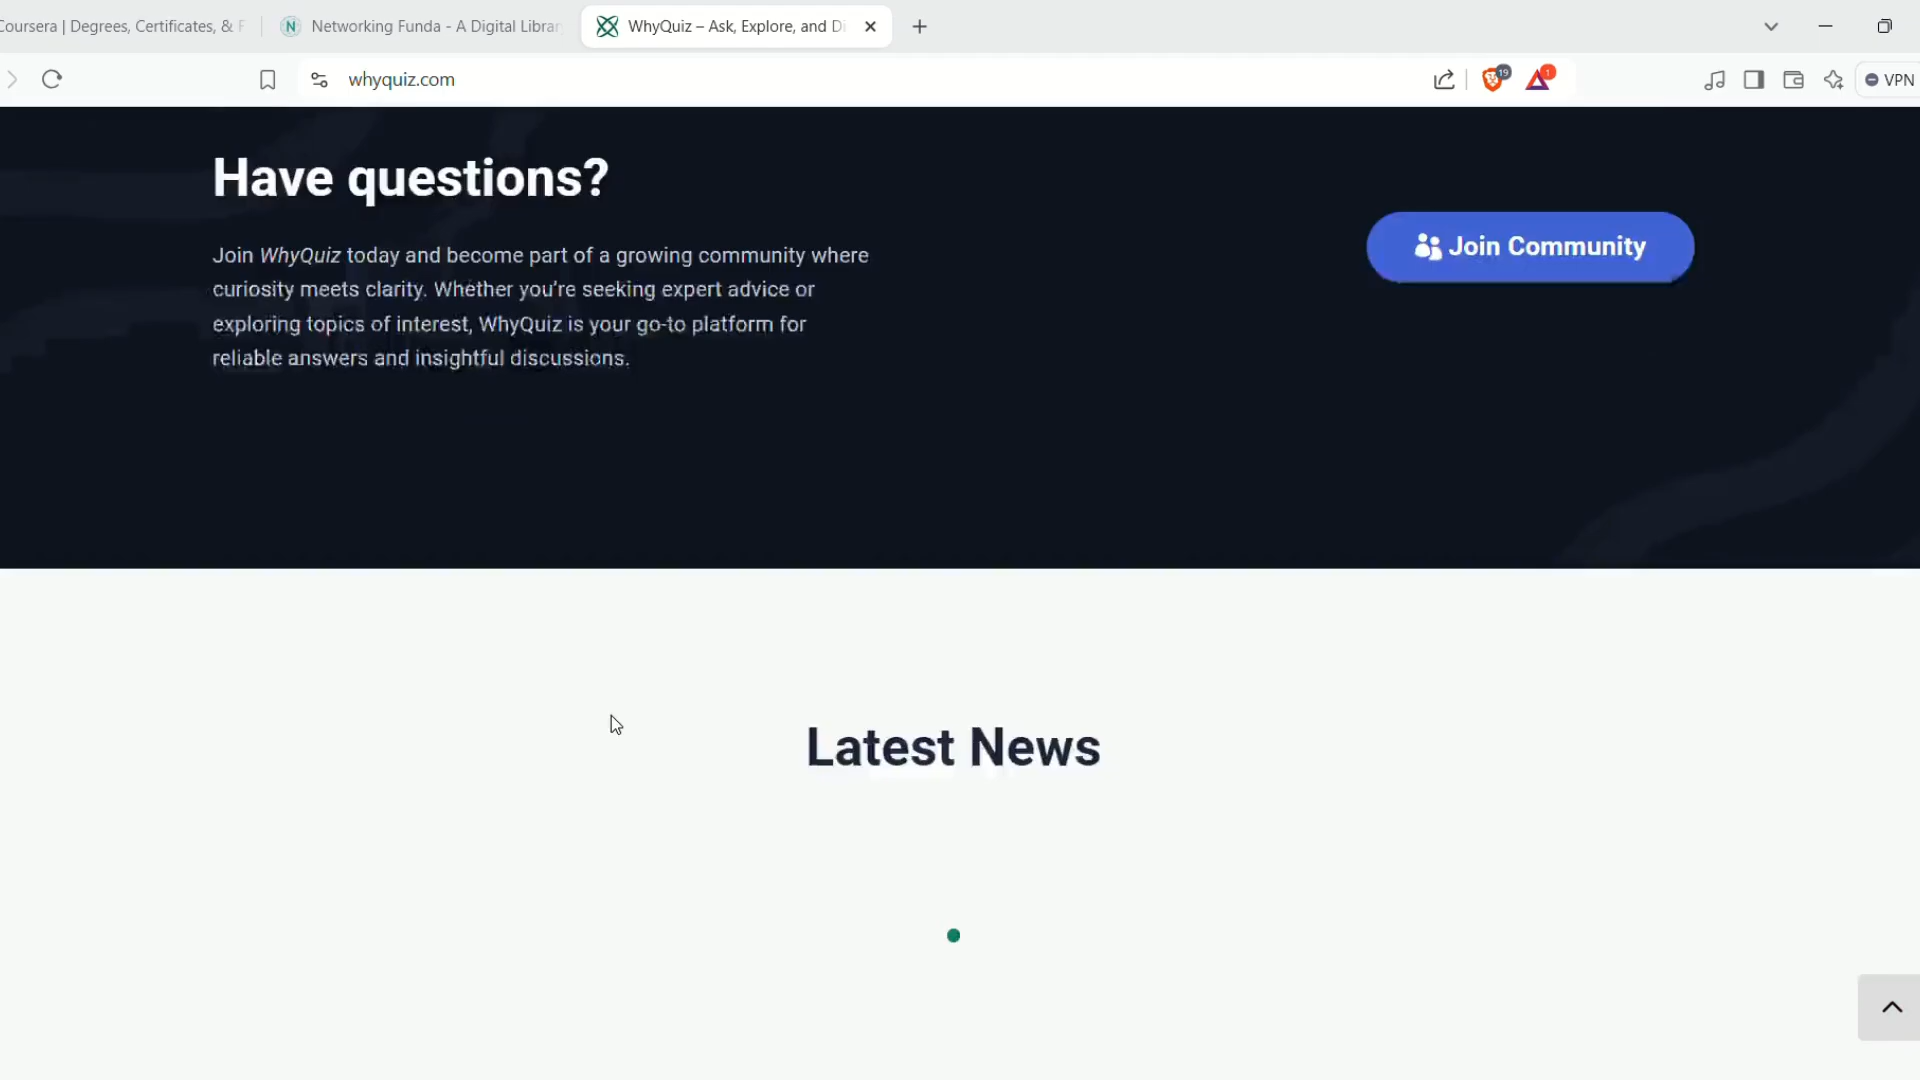 Coursera | Degrees, Certificates, & F
N Networking Funda - A Digital Librar
WhyQuiz – Ask, Explore, and Di
whyquiz.com
19
1
VPN
Have questions?
Join WhyQuiz today and become part of a growing community where
curiosity meets clarity. Whether you're seeking expert advice or
exploring topics of interest, WhyQuiz is your go-to platform for
reliable answers and insightful discussions.
Join Community
Latest News